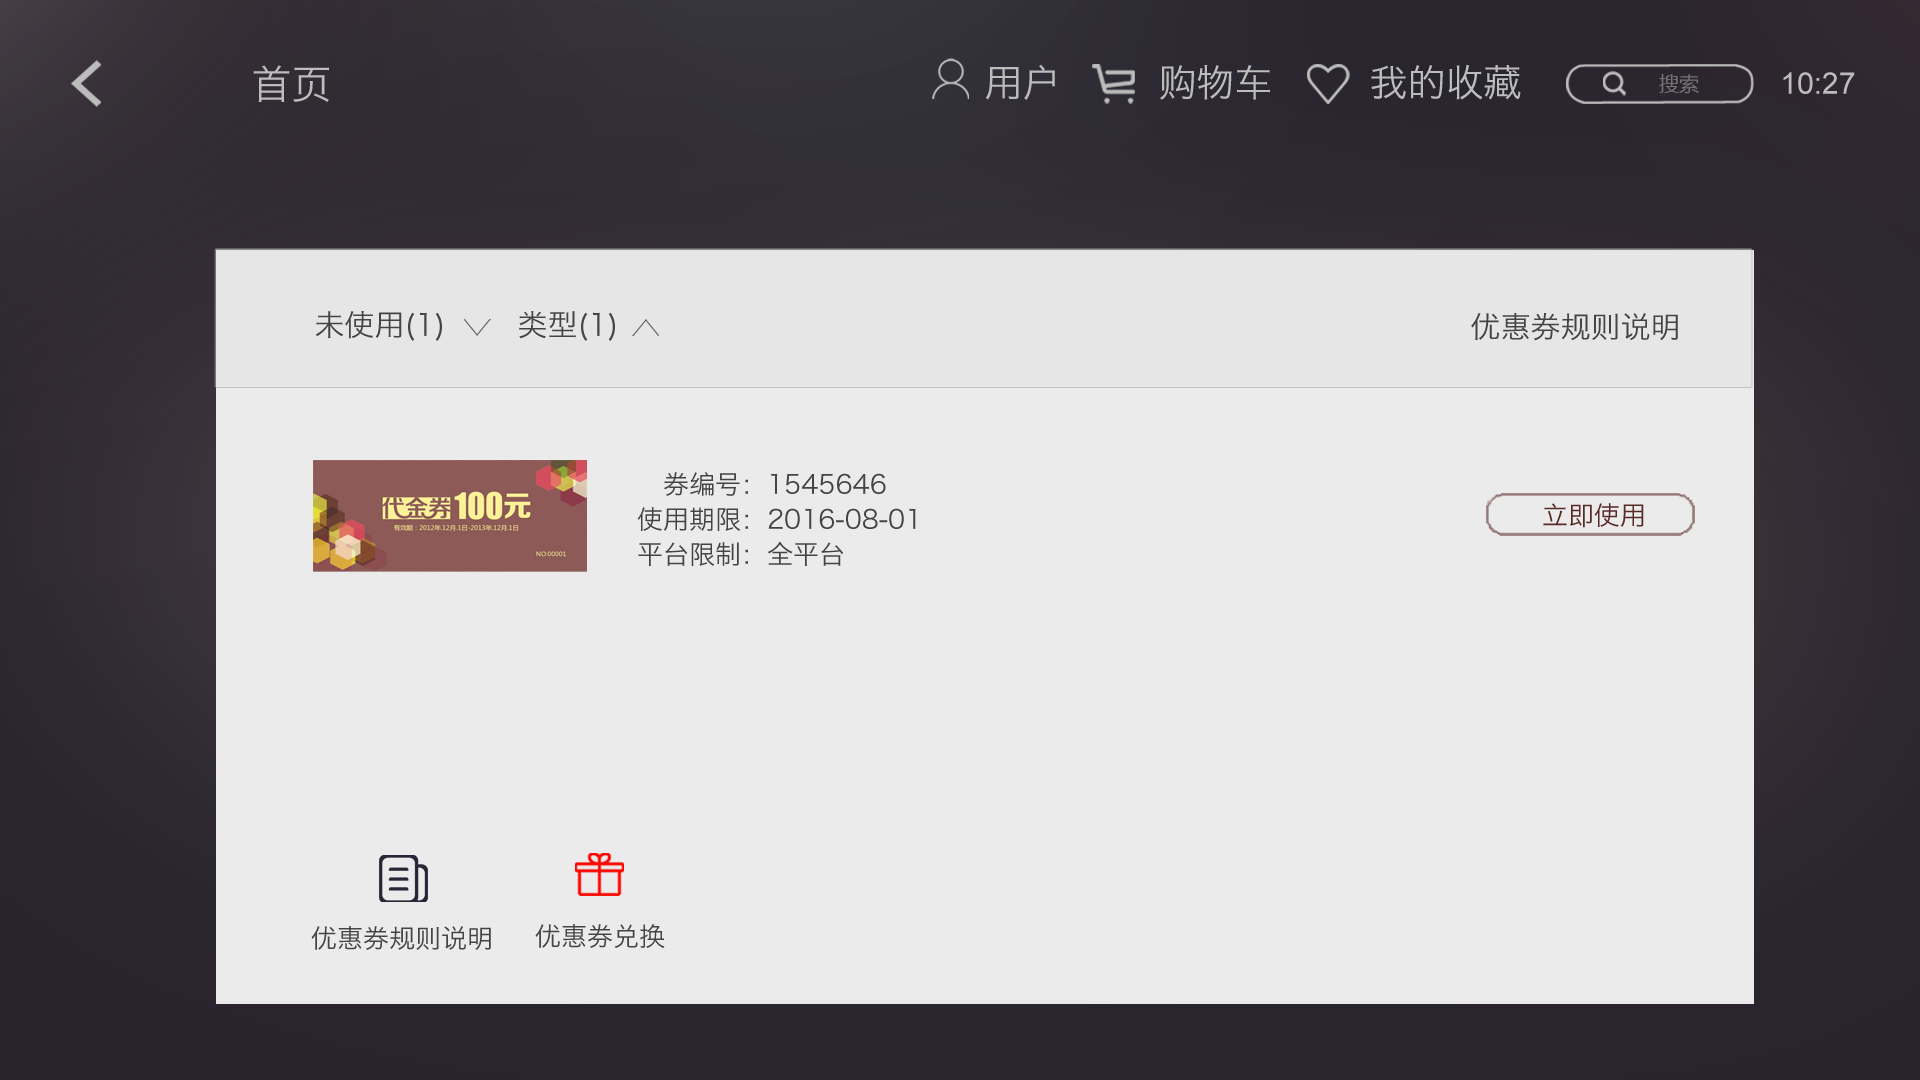 首页
用户
购物车
我的收藏
搜索
10:27
未使用(1)
类型(1)
优惠券规则说明
代金券100元
有效期：2012年.12月.1日-2013年.12月.1日
NO:00001
券编号：1545646
使用期限：2016-08-01
平台限制：全平台
立即使用
优惠券规则说明
优惠券兑换